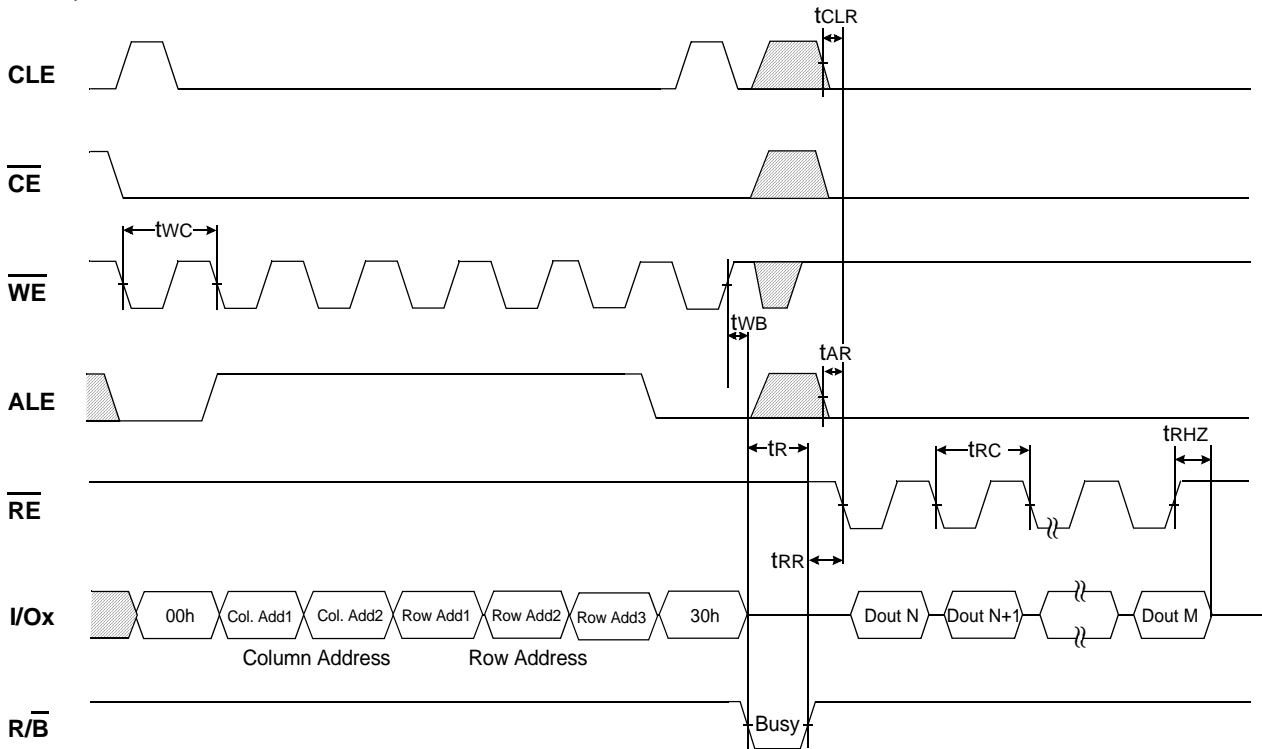 tCLR
CLE
CE
tWC
WE
tWB
tAR
ALE
tR
tRC
tRHZ
RE
tRR
I/Ox
00h
Col. Add1
Col. Add2
Row Add1
Row Add2
Row Add3
30h
Dout N
Dout N+1
Dout M
Column Address
Row Address
R/B
Busy